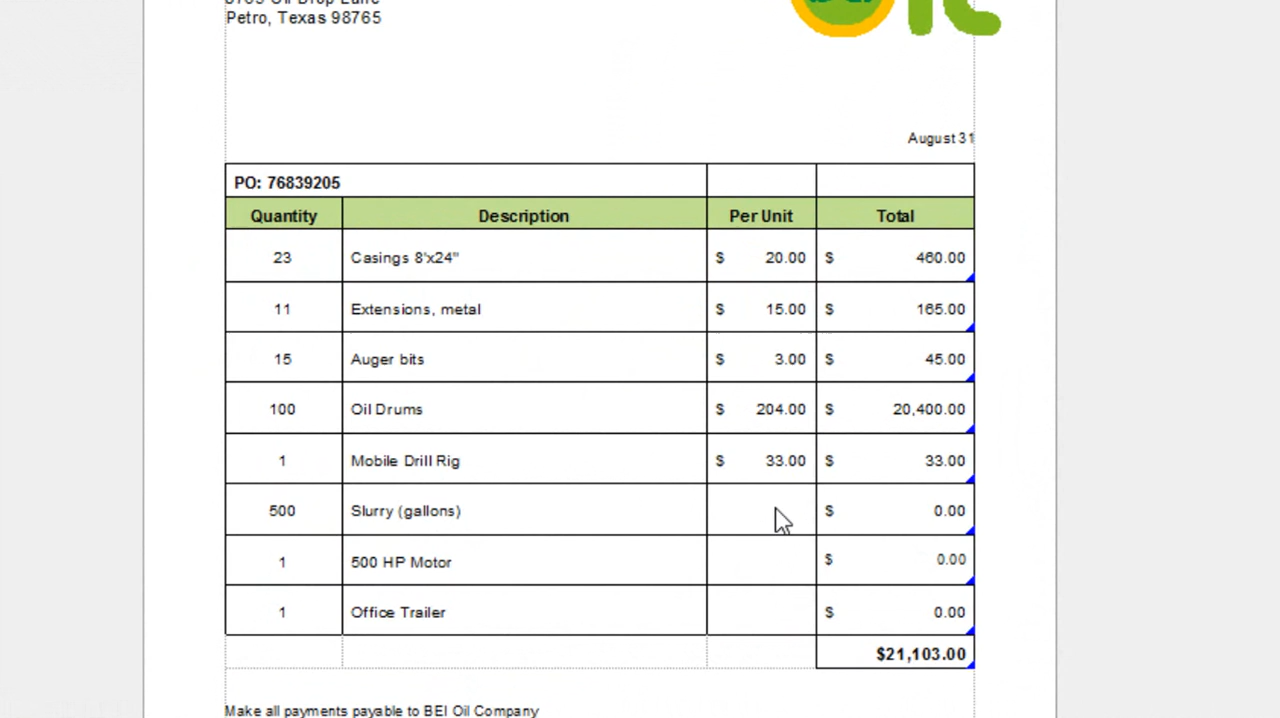 Petro, Texas 98765
August 31
PO: 76839205
Quantity Description Per Unit Total
23 Casings 8'x24" $ 20.00 $ 460.00
11 Extensions, metal $ 15.00 $ 165.00
15 Auger bits $ 3.00 $ 45.00
100 Oil Drums $ 204.00 $ 20,400.00
1 Mobile Drill Rig $ 33.00 $ 33.00
500 Slurry (gallons) $ 0.00
1 500 HP Motor $ 0.00
1 Office Trailer $ 0.00
$21,103.00
Make all payments payable to BEI Oil Company